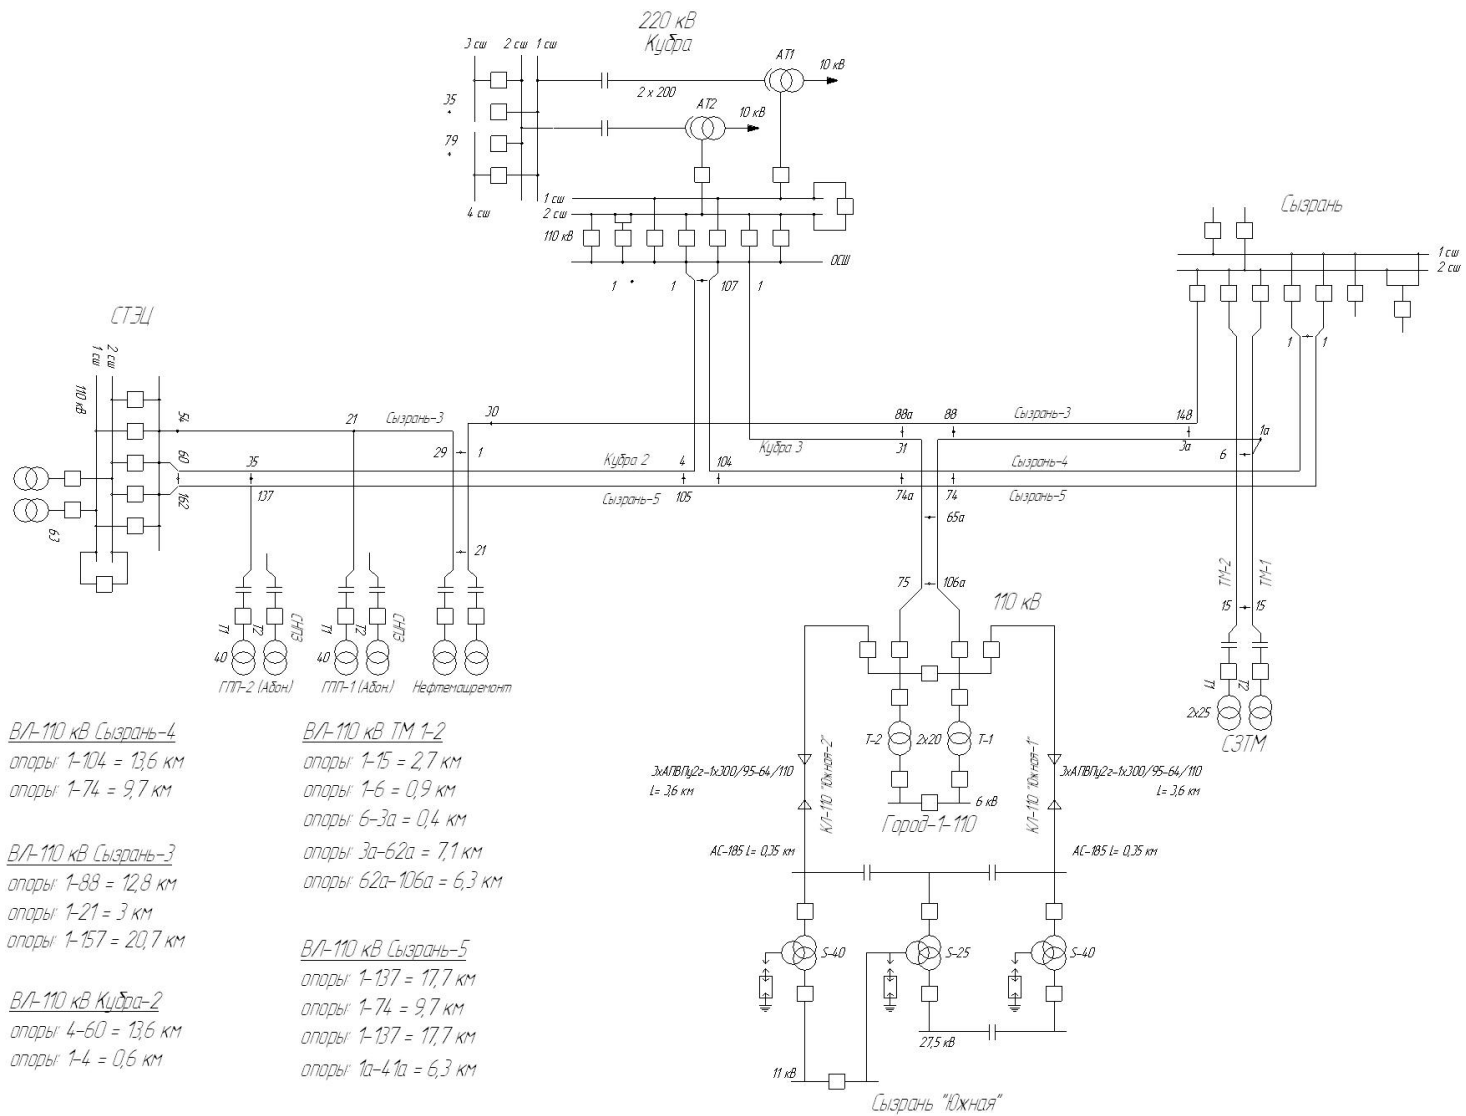 220 кВ
Кубра
3 сш 2 сш 1 сш
АТ1
10 кВ
2 x 200
35
АТ2
10 кВ
79
4 сш
1 сш
2 сш
110 кВ
ОСШ
1 1 107 1
Сызрань
1 сш
2 сш
1 1
СТЭЦ
1 сш
2 сш
110 кВ
54
21
Сызрань-3
30
88а 88
Сызрань-3
148
1а
60
35
29 1
Кубра 2
4 104
Кубра 3
31
Сызрань-4
3а
6
162
137
Сызрань-5
105
74а 74
Сызрань-5
65а
63
21
75 106а
110 кВ
ТМ-2
ТМ-1
15 15
Т1
Т2
СНПЗ
40
ГПП-2 (Абон.)
Т1
Т2
СНПЗ
40
ГПП-1 (Абон.)
Нефтемашремонт
Т1
Т2
2x25
СЗТМ
Т-2 2x20 Т-1
6 кВ
Город-1-110
КЛ-110 "Южная-2"
КЛ-110 "Южная-1"
3хАПВПу2г-1х300/95-64/110
L= 3,6 км
3хАПВПу2г-1х300/95-64/110
L= 3,6 км
АС-185 L= 0,35 км
АС-185 L= 0,35 км
S-40
S-25
S-40
27,5 кВ
11 кВ
Сызрань "Южная"
ВЛ-110 кВ Сызрань-4
опоры: 1-104 = 13,6 км
опоры: 1-74 = 9,7 км
ВЛ-110 кВ Сызрань-3
опоры: 1-88 = 12,8 км
опоры: 1-21 = 3 км
опоры: 1-157 = 20,7 км
ВЛ-110 кВ Кубра-2
опоры: 4-60 = 13,6 км
опоры: 1-4 = 0,6 км
ВЛ-110 кВ ТМ 1-2
опоры: 1-15 = 2,7 км
опоры: 1-6 = 0,9 км
опоры: 6-3а = 0,4 км
опоры: 3а-62а = 7,1 км
опоры: 62а-106а = 6,3 км
ВЛ-110 кВ Сызрань-5
опоры: 1-137 = 17,7 км
опоры: 1-74 = 9,7 км
опоры: 1-137 = 17,7 км
опоры: 1а-41а = 6,3 км